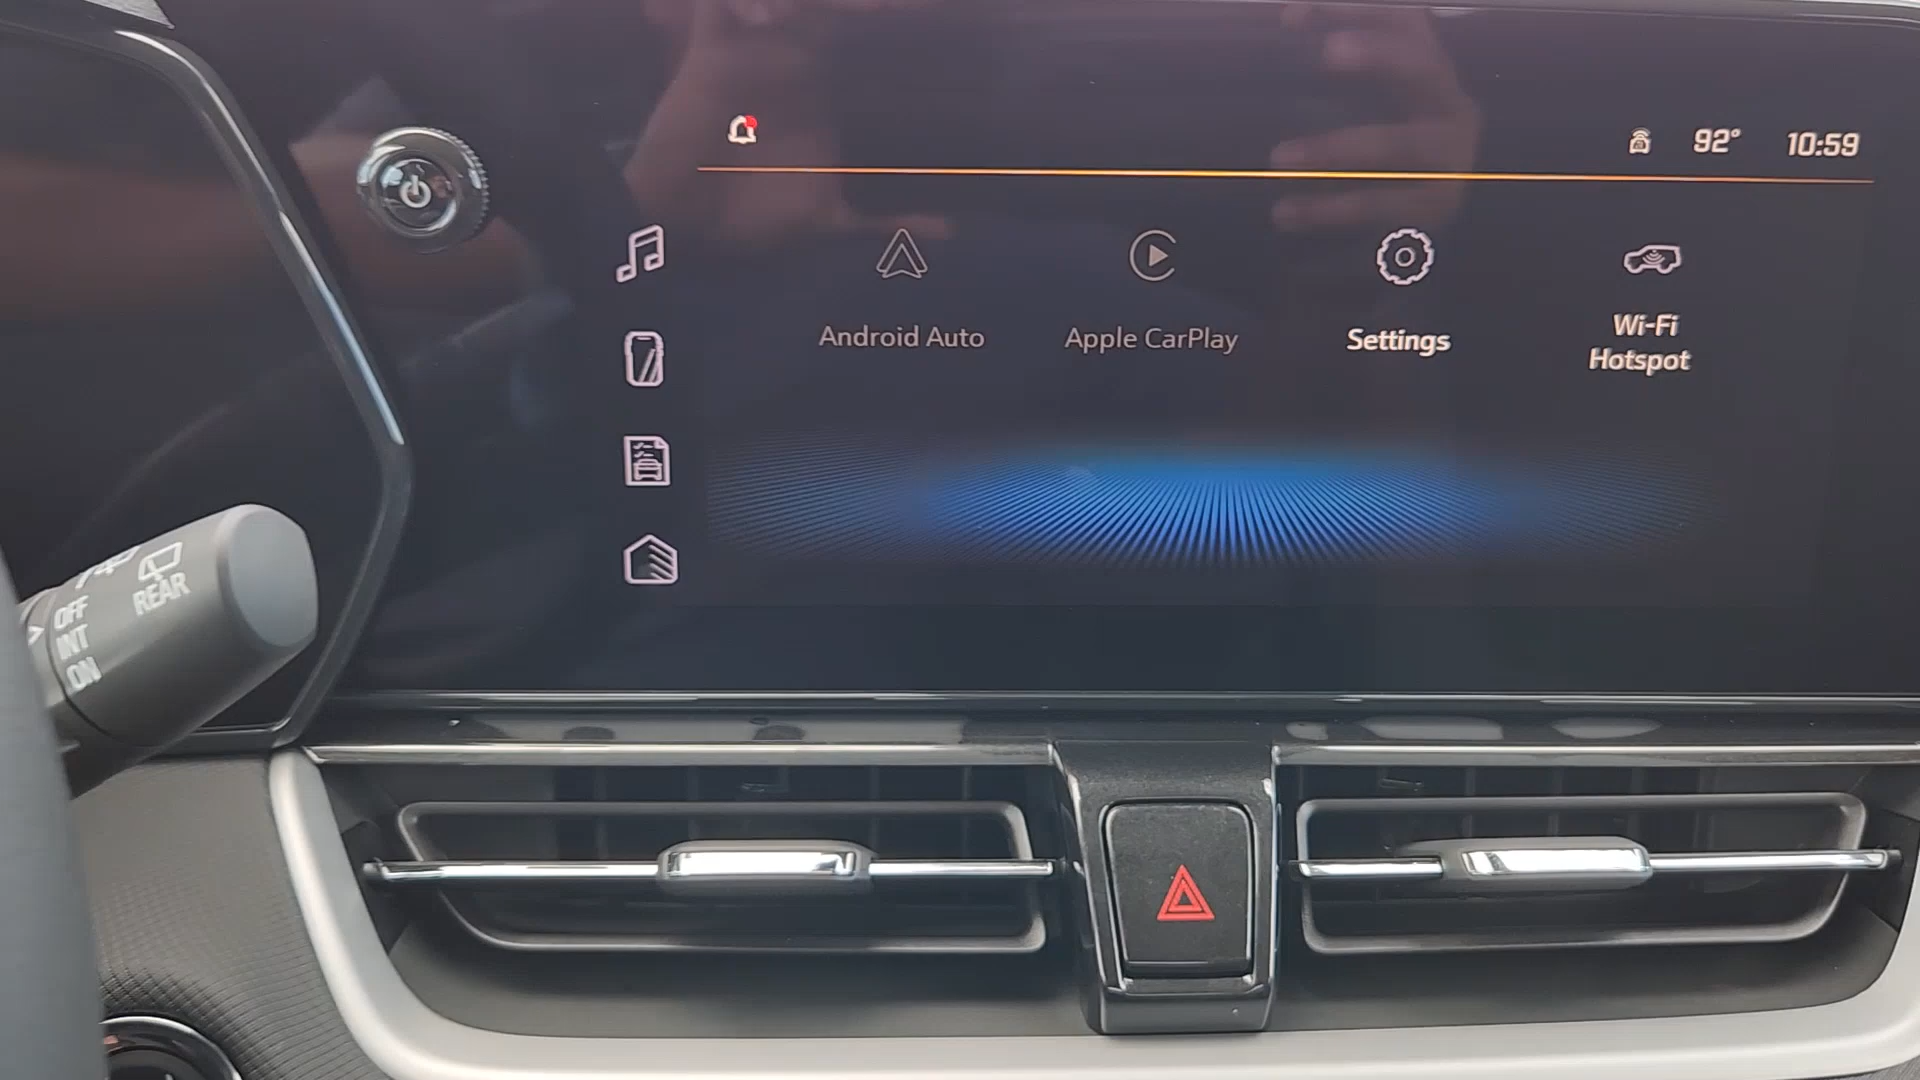 92° 10:59
Android Auto
Apple CarPlay
Settings
Wi-Fi
Hotspot
REAR
OFF
INT
ON